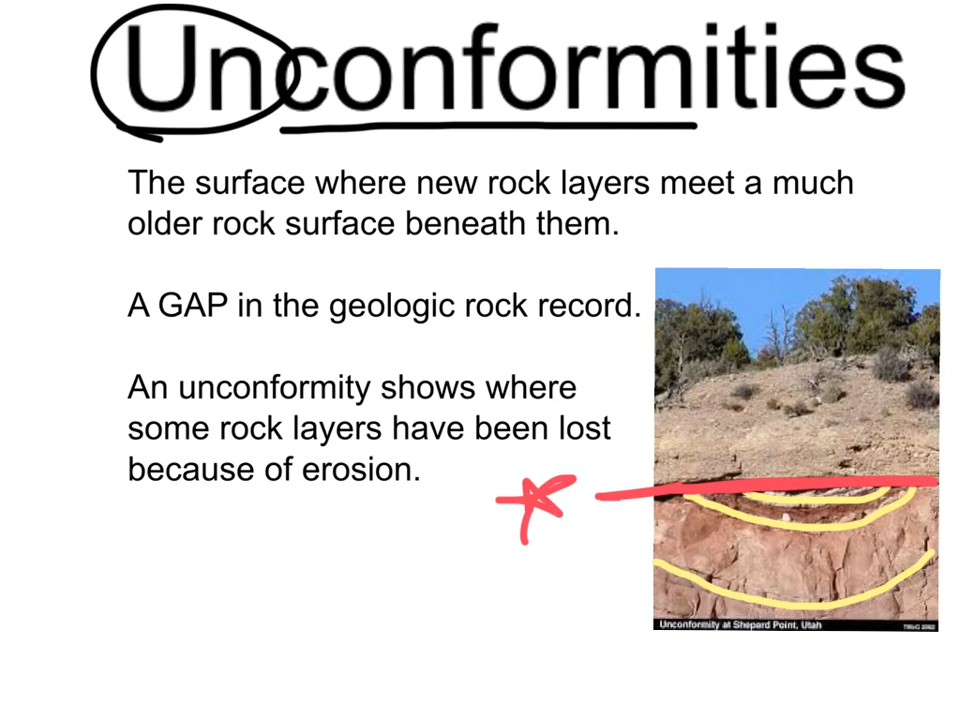 Unconformities
The surface where new rock layers meet a much
older rock surface beneath them.
A GAP in the geologic rock record.
An unconformity shows where
some rock layers have been lost
because of erosion.
Unconformity at Shepard Point, Utah